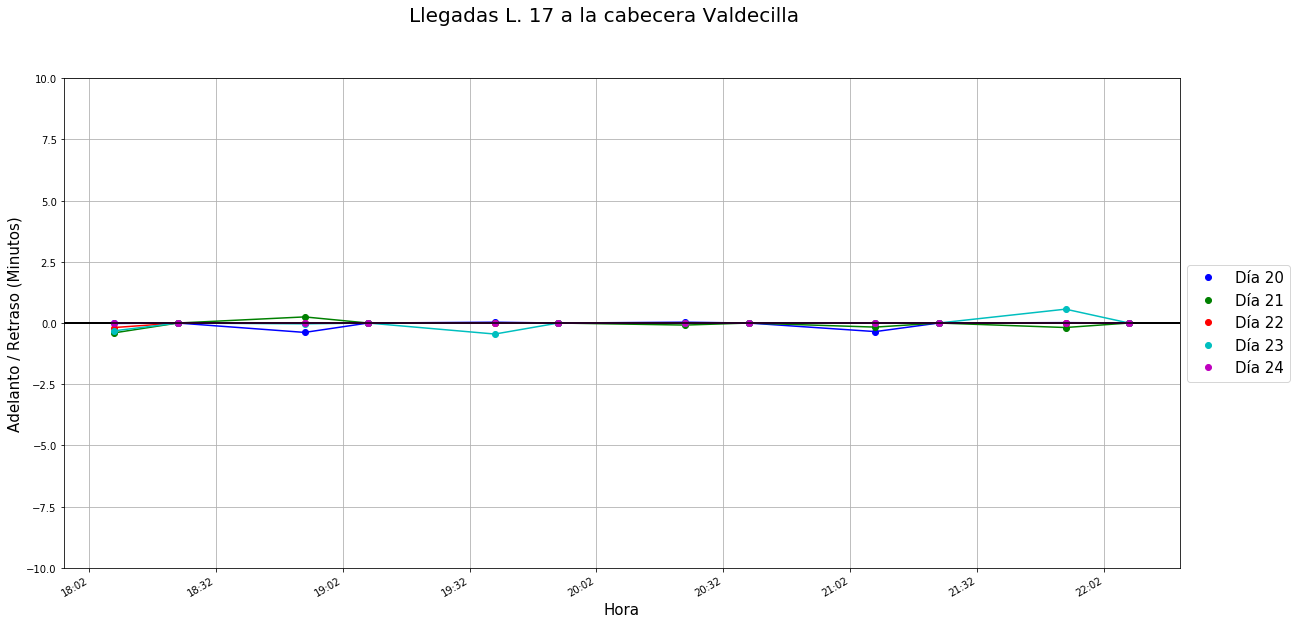 Llegadas L. 17 a la cabecera Valdecilla
Adelanto / Retraso (Minutos)
10.0
7.5
5.0
2.5
0.0
−2.5
−5.0
−7.5
−10.0
18:02
18:32
19:02
19:32
20:02
20:32
21:02
21:32
22:02
Hora
Día 20
Día 21
Día 22
Día 23
Día 24